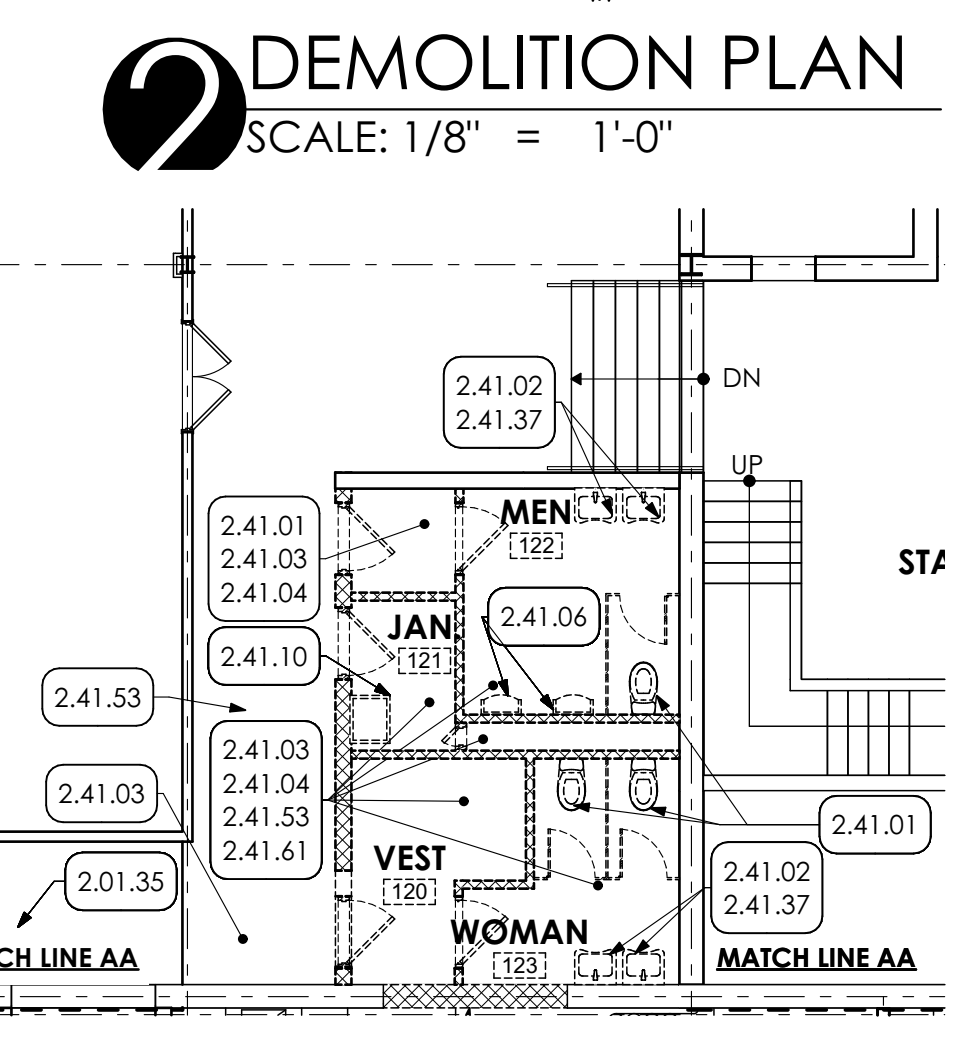 2 DEMOLITION PLAN
SCALE: 1/8" = 1'-0"
DN
2.41.02
2.41.37
UP
MEN
122
2.41.01
2.41.03
2.41.04
STA
2.41.06
JAN.
121
2.41.10
2.41.53
2.41.03
2.41.04
2.41.53
2.41.61
2.41.03
2.41.01
VEST
120
2.41.02
2.41.37
2.01.35
WOMAN
123
CH LINE AA
MATCH LINE AA